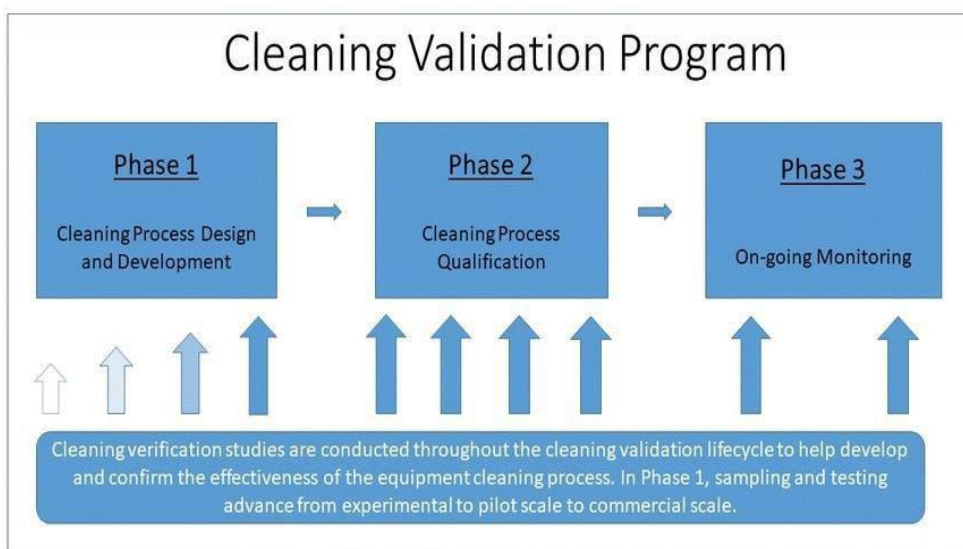 Cleaning Validation Program
Phase 1
Cleaning Process Design
and Development
Phase 2
Cleaning Process
Qualification
Phase 3
On-going Monitoring
Cleaning verification studies are conducted throughout the cleaning validation lifecycle to help develop
and confirm the effectiveness of the equipment cleaning process. In Phase 1, sampling and testing
advance from experimental to pilot scale to commercial scale.